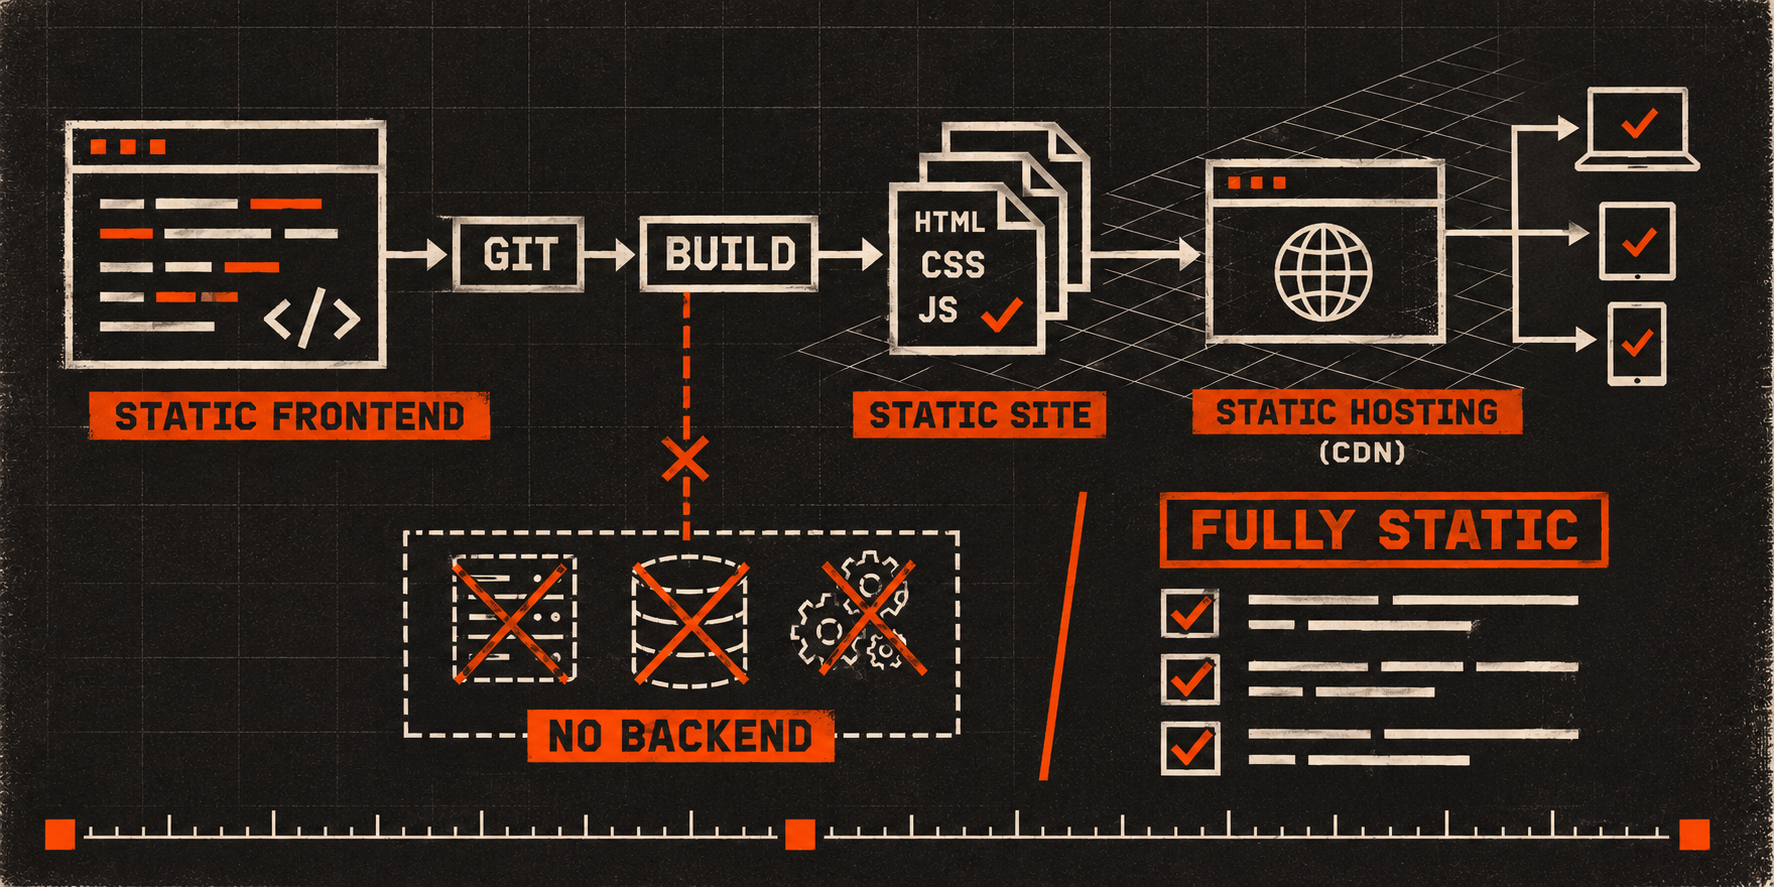 </>
STATIC FRONTEND
GIT
BUILD
HTML
CSS
JS
STATIC SITE
STATIC HOSTING
(CDN)
NO BACKEND
FULLY STATIC